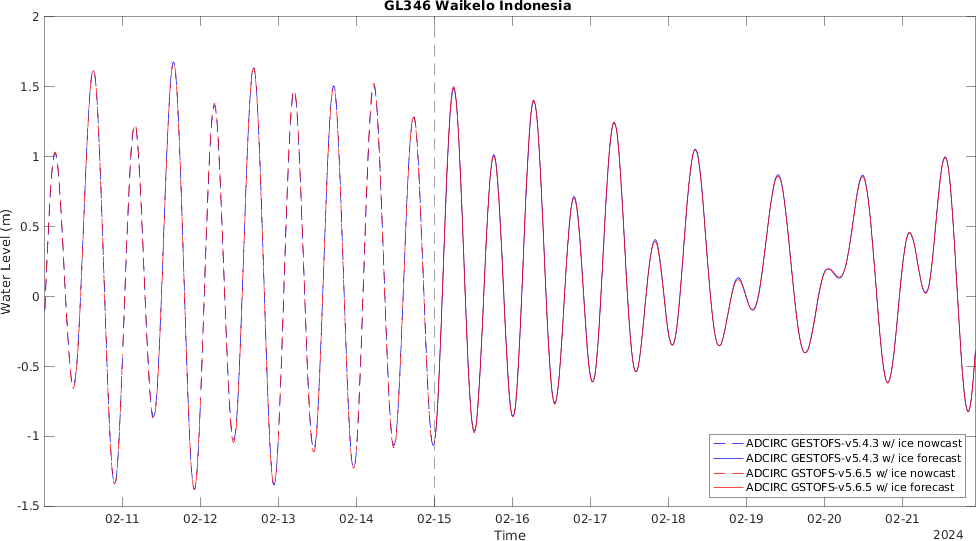 GL346 Waikelo Indonesia
2
1.5
1
0.5
0
-0.5
-1
-1.5
Water Level (m)
ADCIRC GESTOFS-v5.4.3 w/ ice nowcast
ADCIRC GESTOFS-v5.4.3 w/ ice forecast
ADCIRC GSTOFS-v5.6.5 w/ ice nowcast
ADCIRC GSTOFS-v5.6.5 w/ ice forecast
02-11 02-12 02-13 02-14 02-15 02-16 02-17 02-18 02-19 02-20 02-21
Time
2024